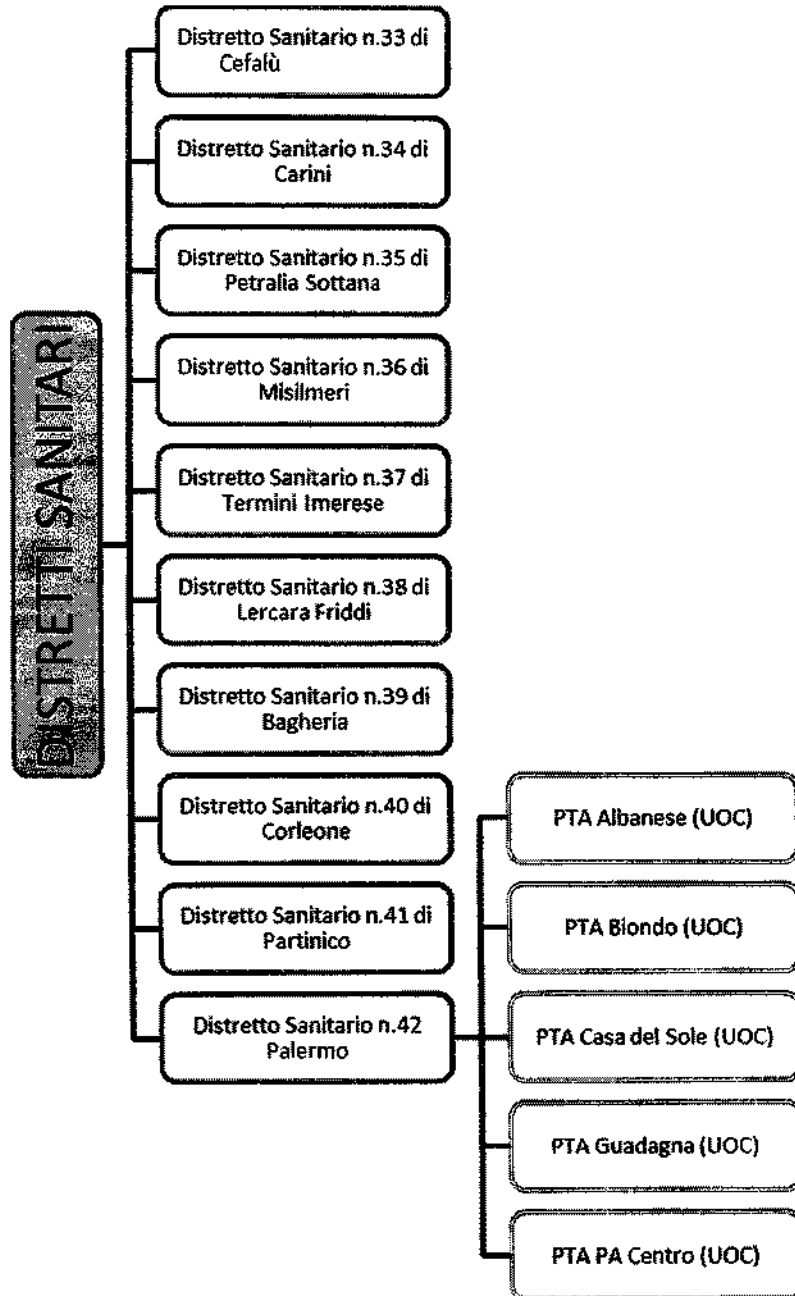 DISTRETTI SANITARI
Distretto Sanitario n.33 di
Cefalù
Distretto Sanitario n.34 di
Carini
Distretto Sanitario n.35 di
Petralia Sottana
Distretto Sanitario n.36 di
Misilmeri
Distretto Sanitario n.37 di
Termini Imerese
Distretto Sanitario n.38 di
Lercara Friddi
Distretto Sanitario n.39 di
Bagheria
Distretto Sanitario n.40 di
Corleone
Distretto Sanitario n.41 di
Partinico
Distretto Sanitario n.42
Palermo
PTA Albanese (UOC)
PTA Biondo (UOC)
PTA Casa del Sole (UOC)
PTA Guadagna (UOC)
PTA PA Centro (UOC)